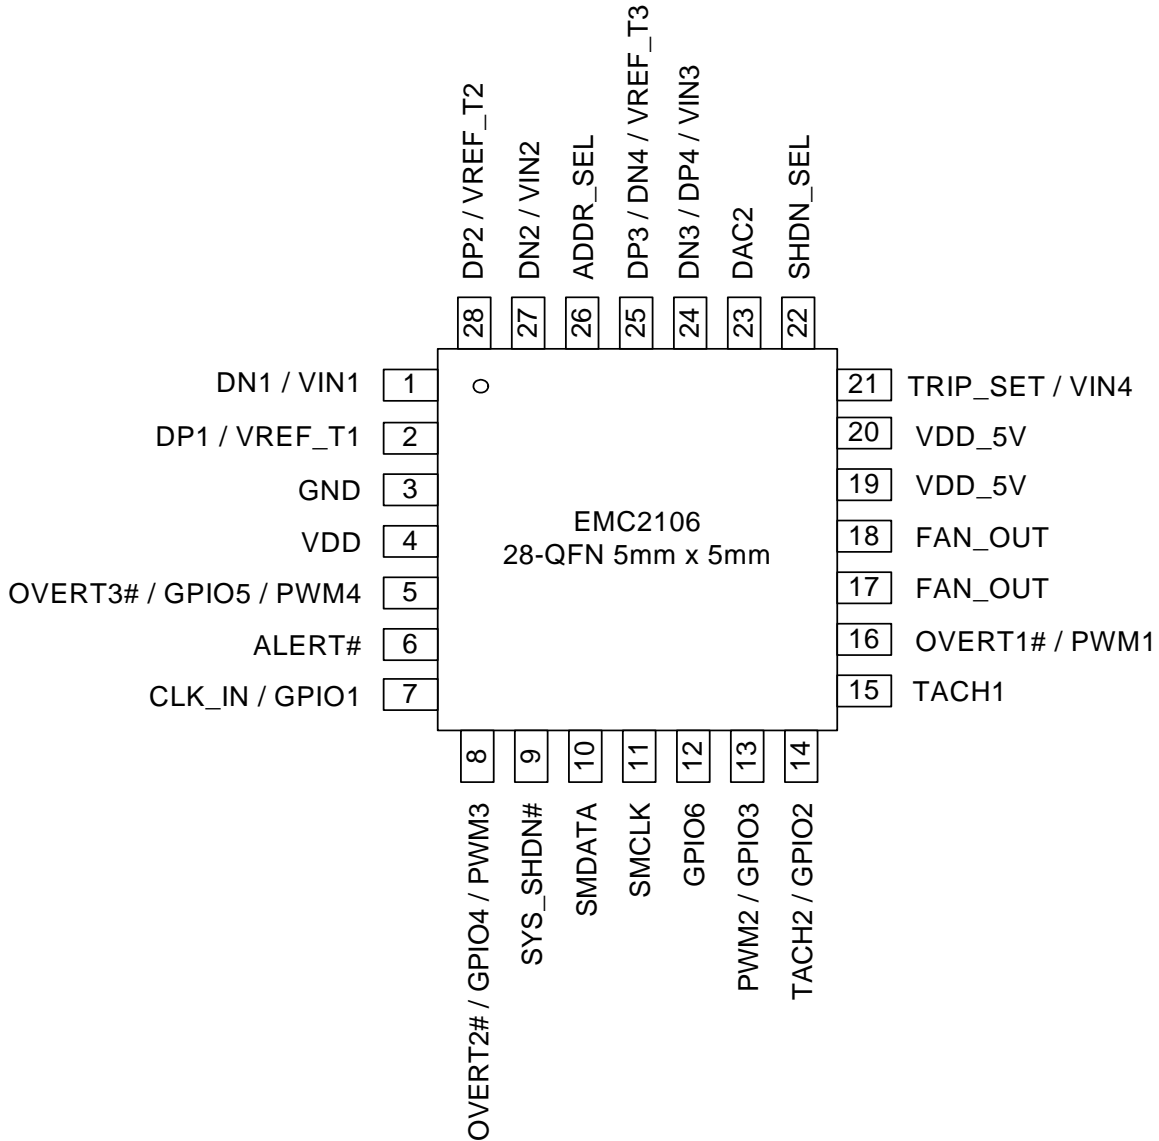 DP2 / VREF_T2
DN2 / VIN2
ADDR_SEL
DP3 / DN4 / VREF_T3
DN3 / DP4 / VIN3
DAC2
SHDN_SEL
28
27
26
25
24
23
22
DN1 / VIN1
1
DP1 / VREF_T1
2
GND
3
VDD
4
OVERT3# / GPIO5 / PWM4
5
ALERT#
6
CLK_IN / GPIO1
7
EMC2106
28-QFN 5mm x 5mm
21
TRIP_SET / VIN4
20
VDD_5V
19
VDD_5V
18
FAN_OUT
17
FAN_OUT
16
OVERT1# / PWM1
15
TACH1
8
9
10
11
12
13
14
OVERT2# / GPIO4 / PWM3
SYS_SHDN#
SMDATA
SMCLK
GPIO6
PWM2 / GPIO3
TACH2 / GPIO2